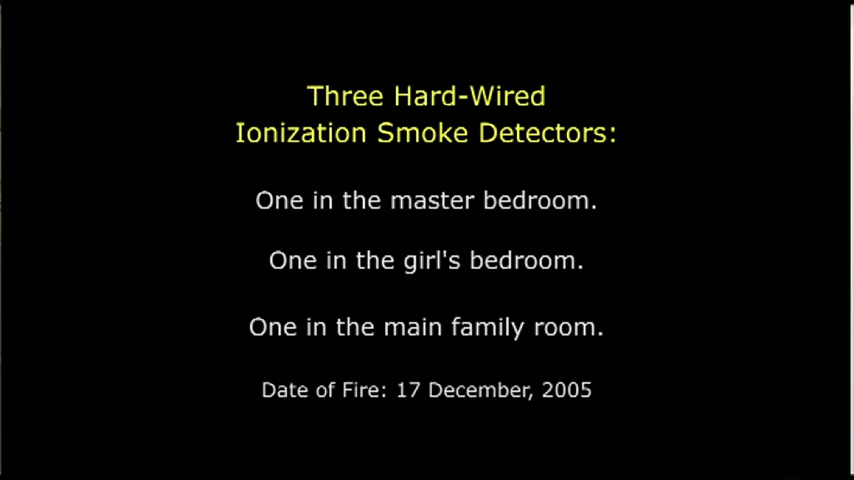 Three Hard-Wired
Ionization Smoke Detectors:
One in the master bedroom.
One in the girl's bedroom.
One in the main family room.
Date of Fire: 17 December, 2005